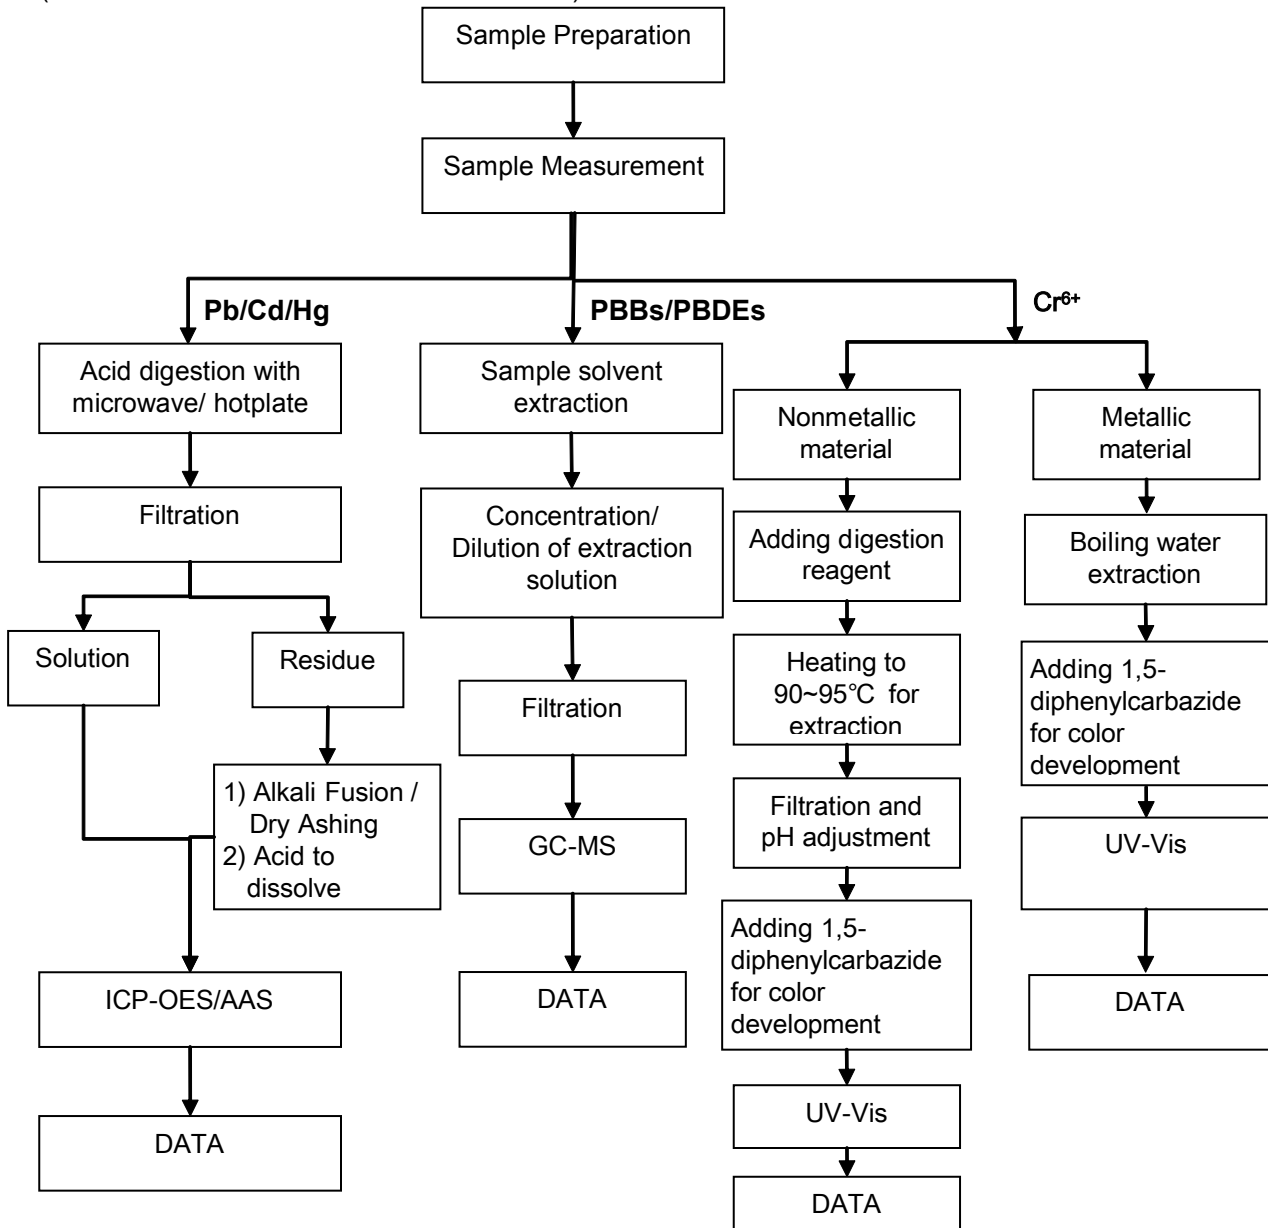 Sample Preparation
Sample Measurement
Pb/Cd/Hg
PBBs/PBDEs
Cr⁶⁺
Acid digestion with
microwave/ hotplate
Filtration
Solution
Residue
1) Alkali Fusion /
Dry Ashing
2) Acid to
dissolve
ICP-OES/AAS
DATA
Sample solvent
extraction
Concentration/
Dilution of extraction
solution
Filtration
GC-MS
DATA
Nonmetallic
material
Adding digestion
reagent
Heating to
90~95℃ for
extraction
Filtration and
pH adjustment
Adding 1,5-
diphenylcarbazide
for color
development
UV-Vis
DATA
Metallic
material
Boiling water
extraction
Adding 1,5-
diphenylcarbazide
for color
development
UV-Vis
DATA